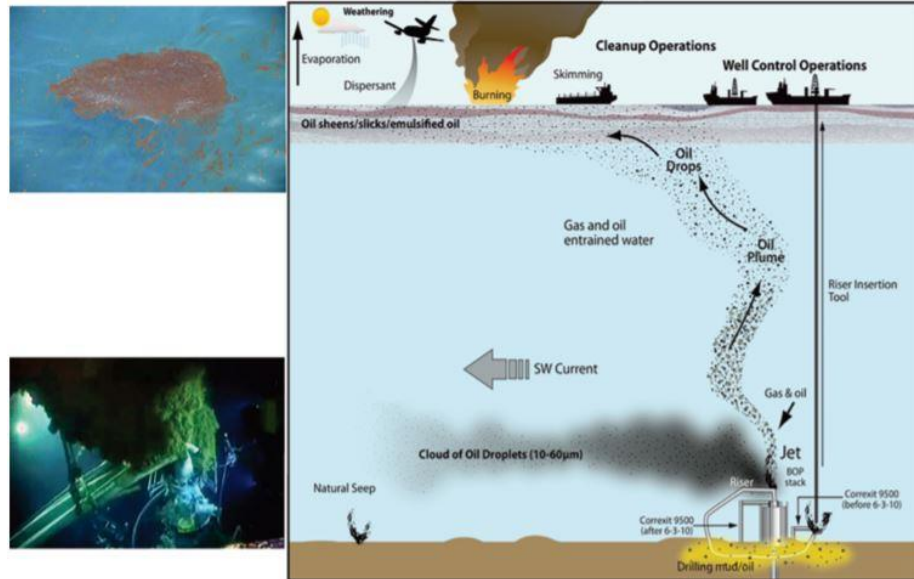 Weathering
Evaporation
Dispersant
Burning
Cleanup Operations
Skimming
Well Control Operations
Oil sheens/slicks/emulsified oil
Oil
Drops
Gas and oil
entrained water
Oil
Plume
Riser Insertion
Tool
SW Current
Gas & oil
Jet
Cloud of Oil Droplets (10-60µm)
BOP
stack
Natural Seep
Riser
Correxit 9500
(before 6-3-10)
Correxit 9500
(after 6-3-10)
Drilling mud/oil